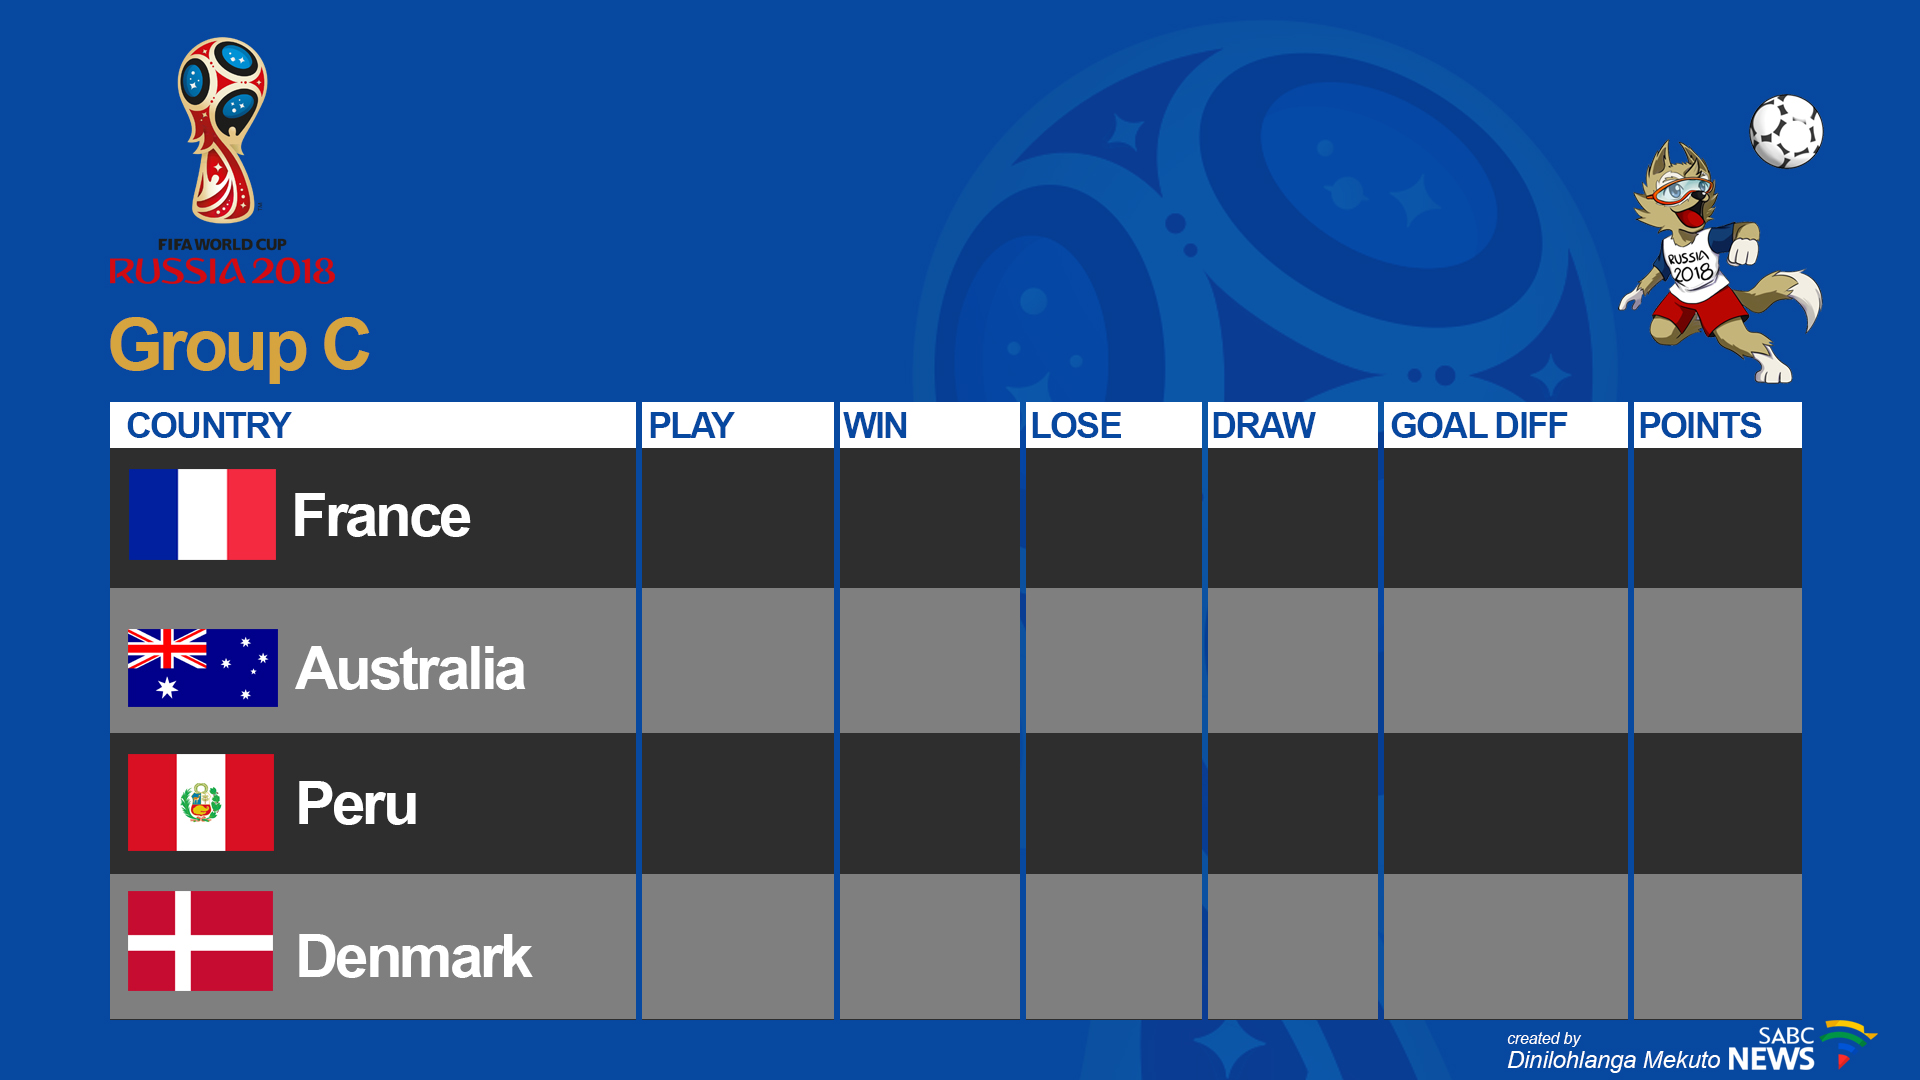 FIFA WORLD CUP
RUSSIA 2018
RUSSIA
2018
Group C
COUNTRY PLAY WIN LOSE DRAW GOAL DIFF POINTS
France
Australia
Peru
Denmark
created by
Dinilohlanga Mekuto
SABC
NEWS